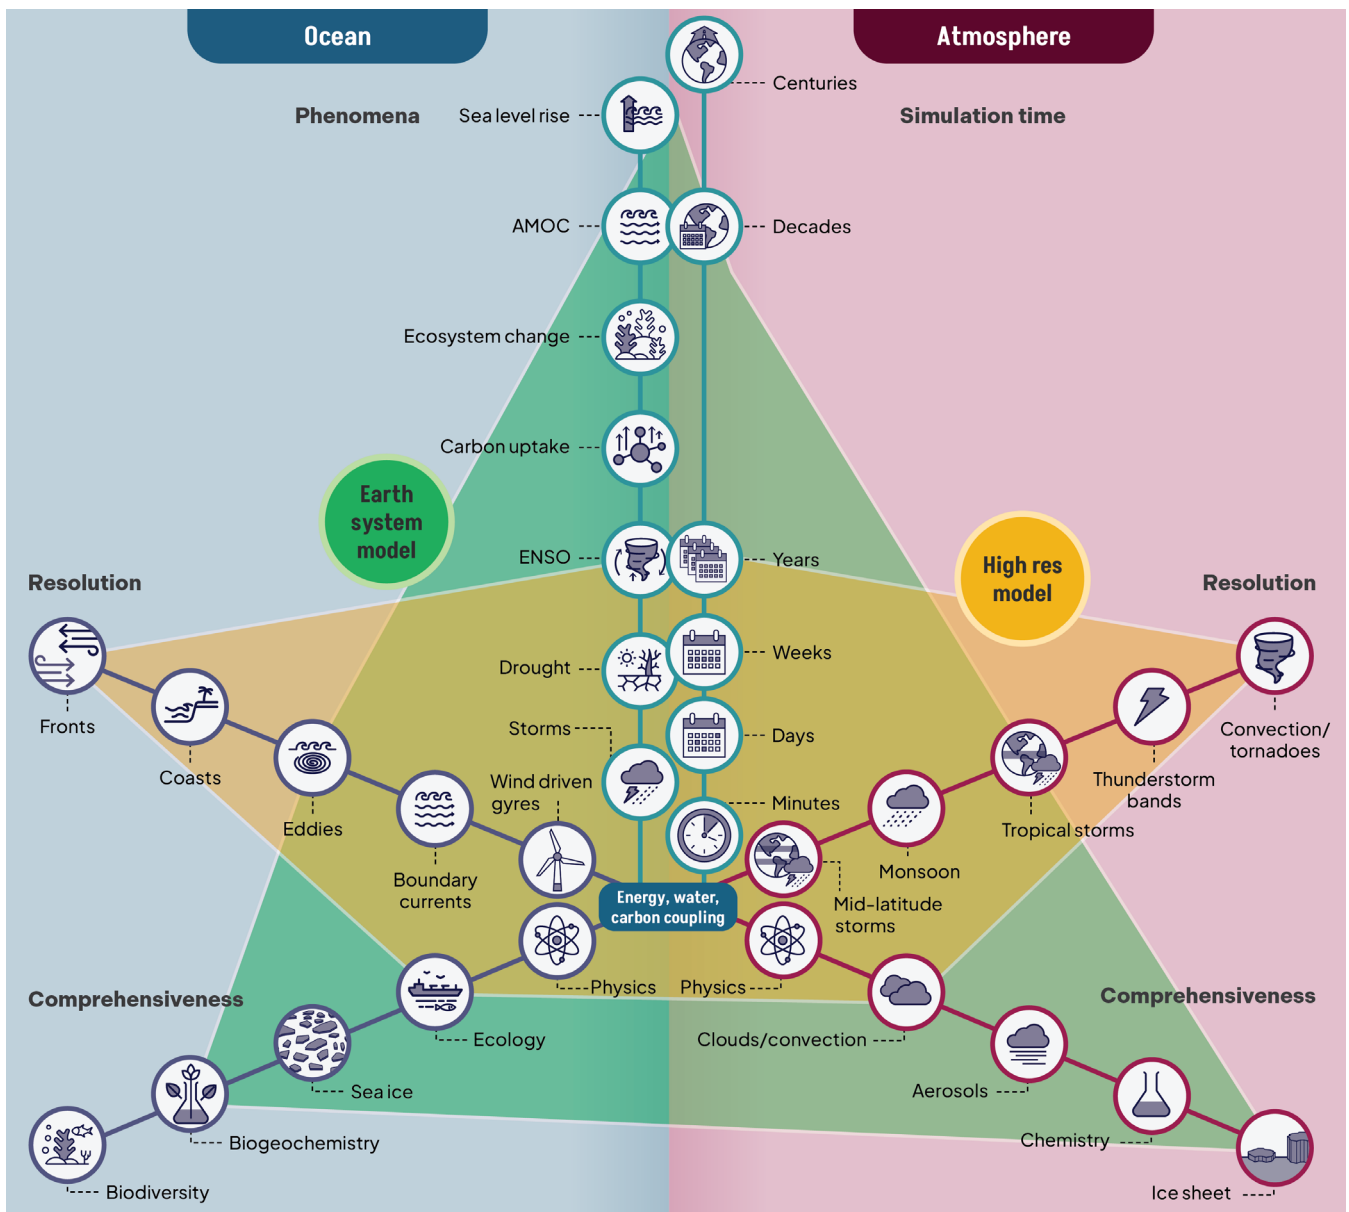 Ocean
Atmosphere
Centuries
Phenomena
Sea level rise
Simulation time
AMOC
Decades
Ecosystem change
Carbon uptake
Earth
system
model
ENSO
Years
High res
model
Resolution
Resolution
Drought
Weeks
Fronts
Storms
Days
Convection/
tornadoes
Coasts
Wind driven
gyres
Minutes
Thunderstorm
bands
Eddies
Tropical storms
Boundary
currents
Monsoon
Mid-latitude
storms
Energy, water,
carbon coupling
Physics
Physics
Comprehensiveness
Comprehensiveness
Ecology
Clouds/convection
Sea ice
Aerosols
Biogeochemistry
Chemistry
Biodiversity
Ice sheet